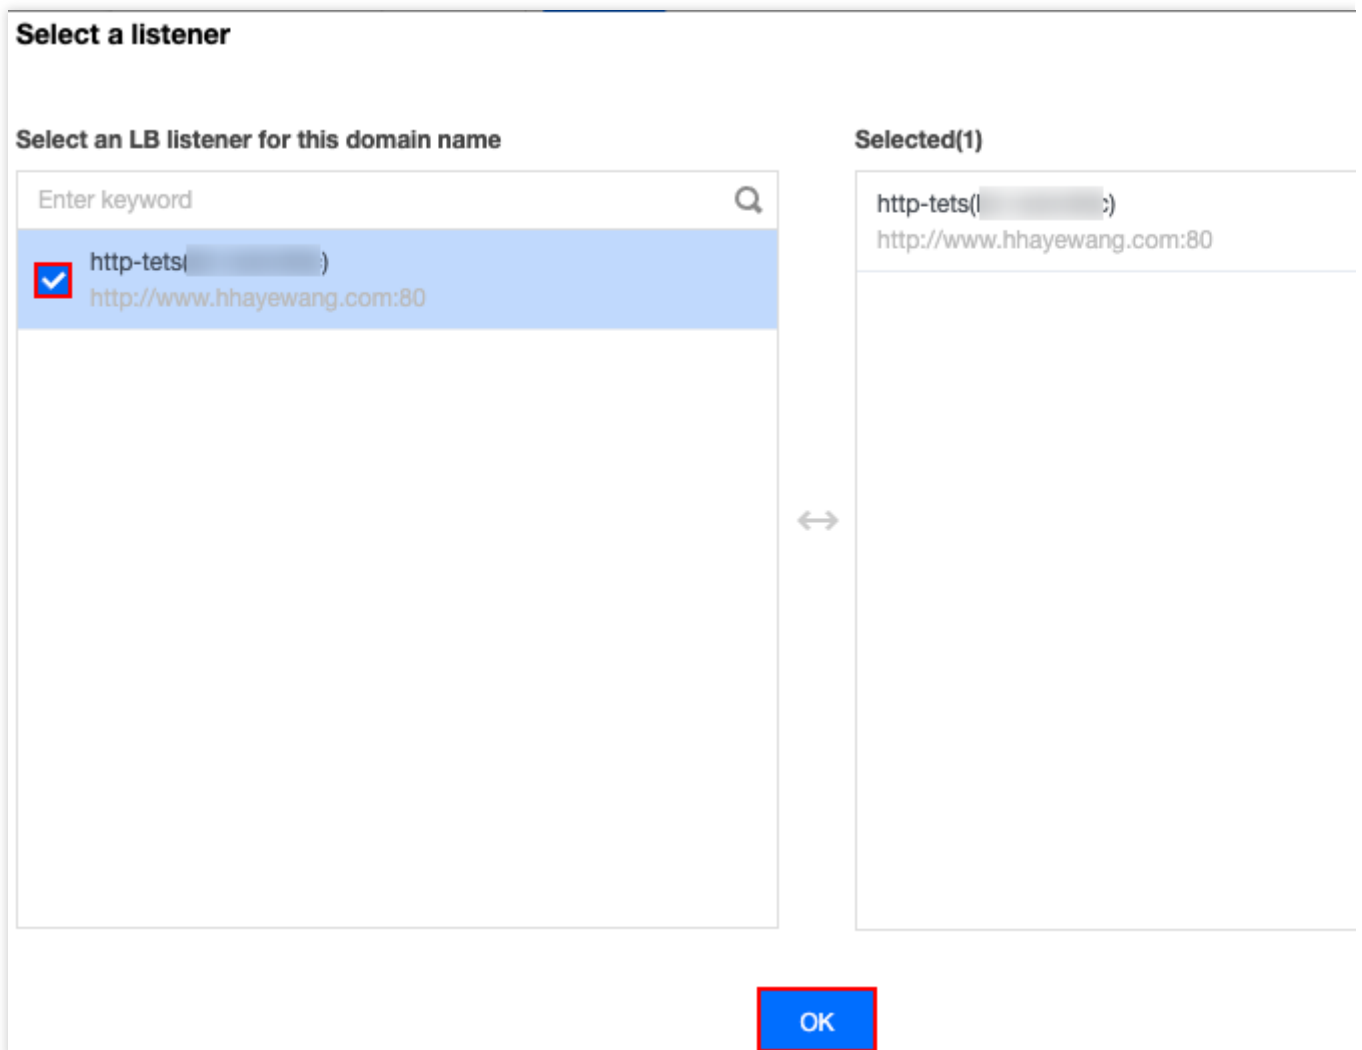 Select a listener
Select an LB listener for this domain name
Enter keyword
http-tets( )
http://www.hhayewang.com:80
Selected(1)
http-tets( )
http://www.hhayewang.com:80
OK